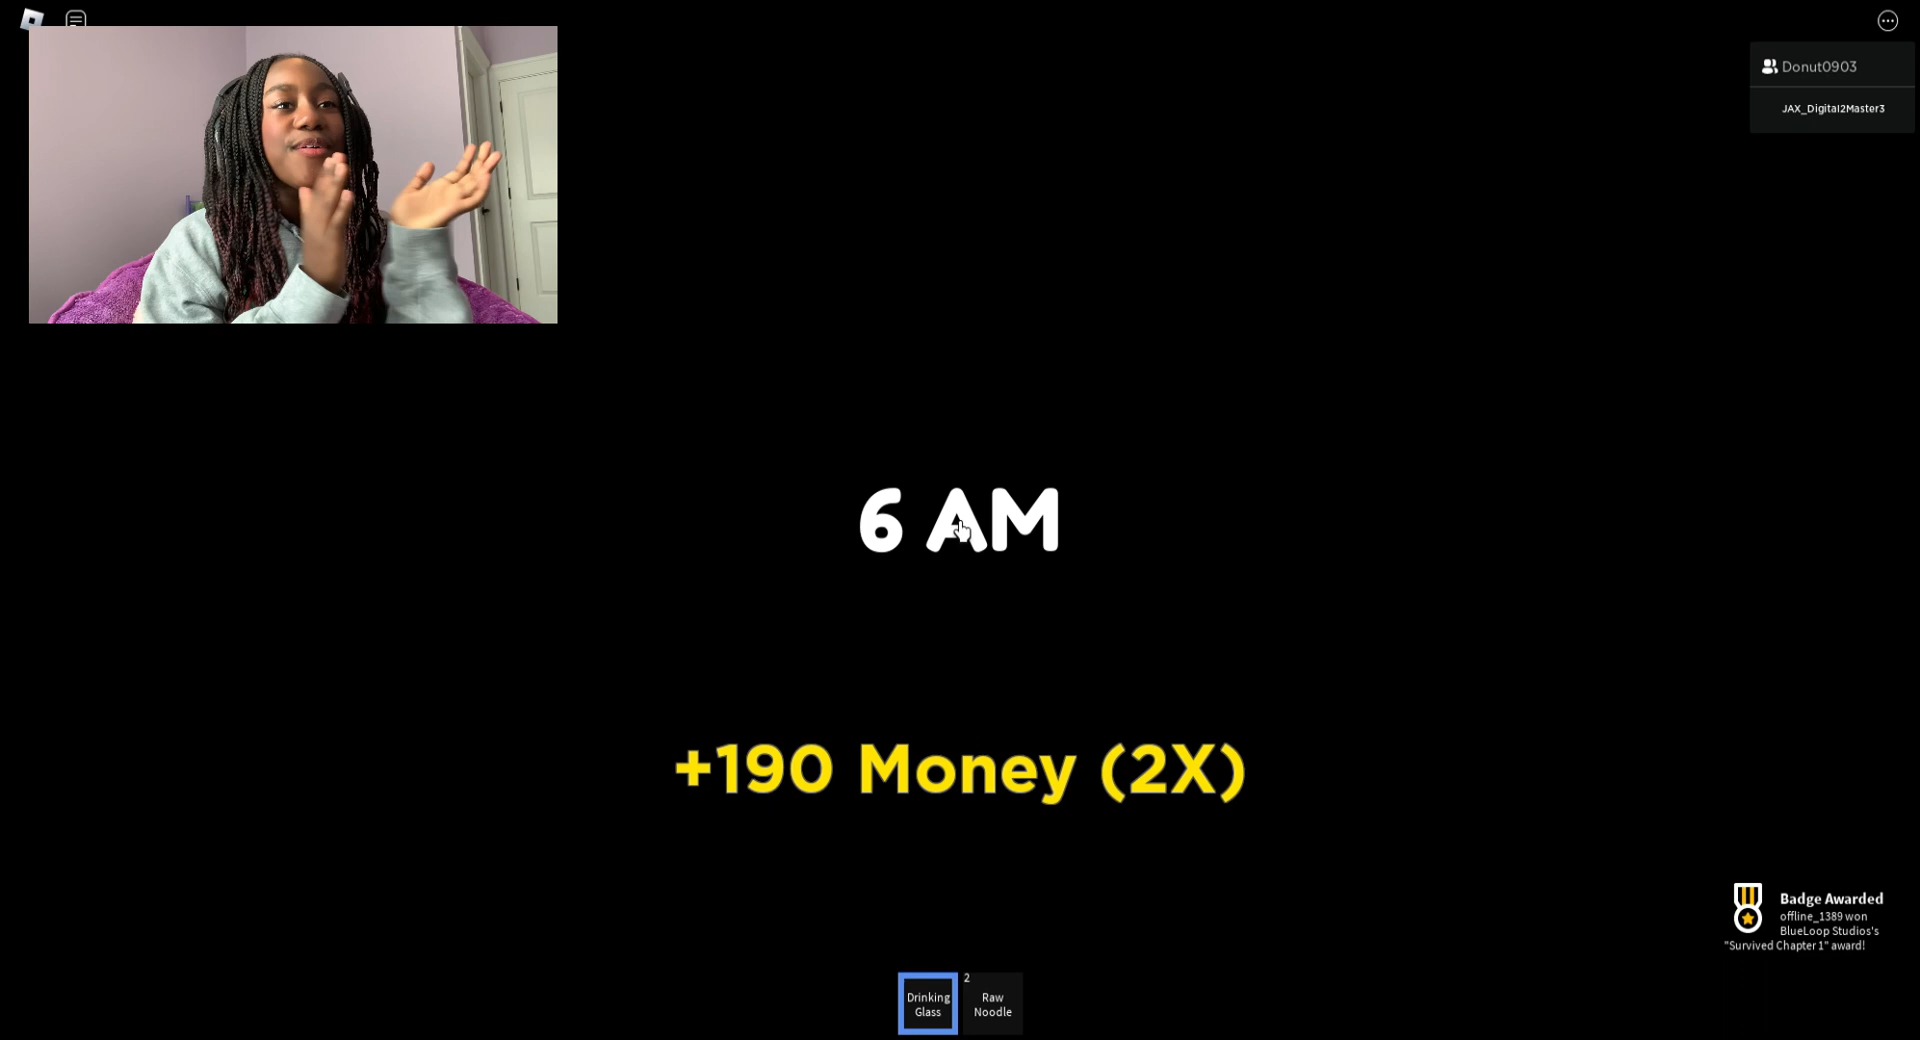 Donut0903
JAX_Digital2Master3
6 AM
+190 Money (2X)
Badge Awarded
offline_1389 won
BlueLoop Studios's
"Survived Chapter 1" award!
Drinking
Glass
2
Raw
Noodle